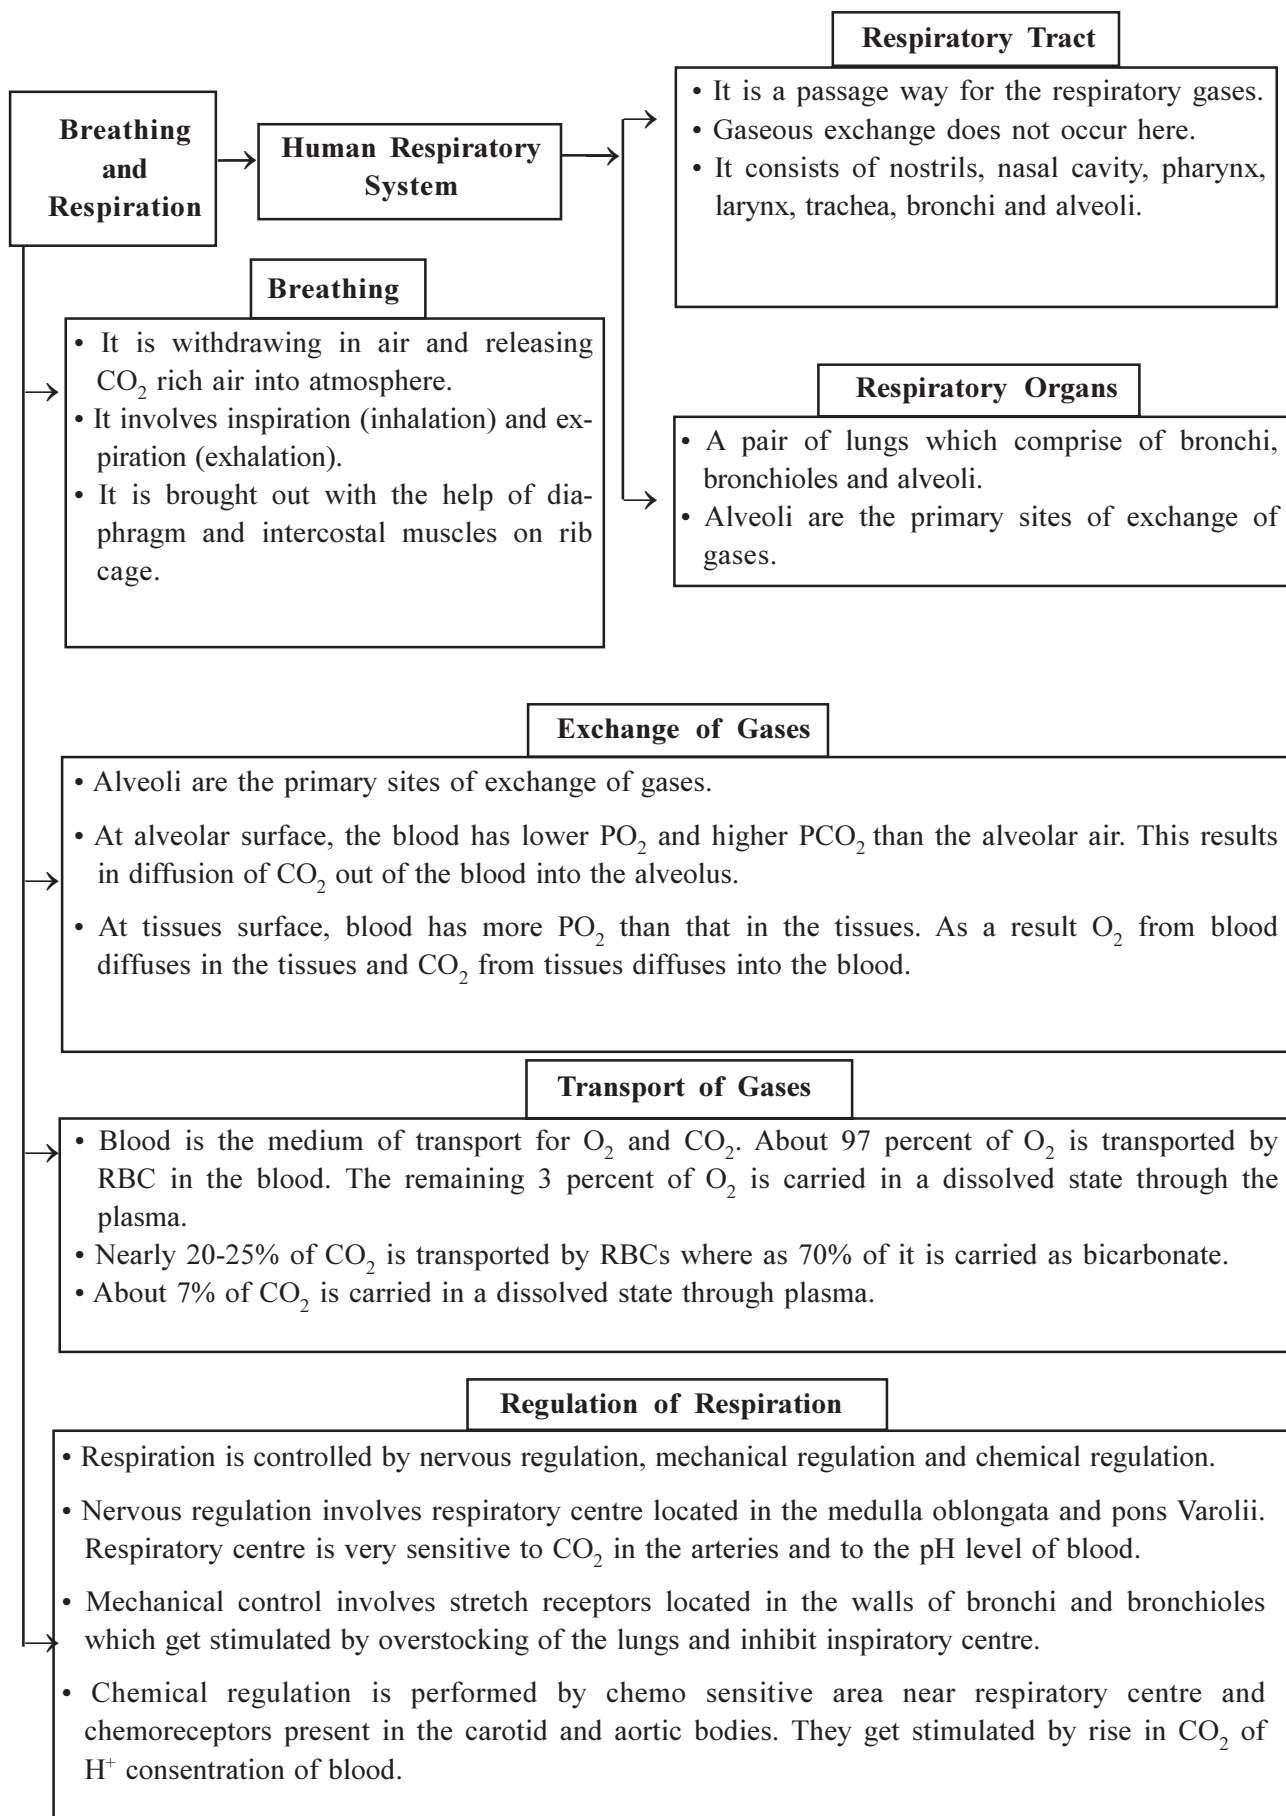 Respiratory Tract
• It is a passage way for the respiratory gases.
• Gaseous exchange does not occur here.
• It consists of nostrils, nasal cavity, pharynx,
larynx, trachea, bronchi and alveoli.
Breathing
and
Respiration
Human Respiratory
System
Breathing
• It is withdrawing in air and releasing
CO₂ rich air into atmosphere.
• It involves inspiration (inhalation) and ex-
piration (exhalation).
• It is brought out with the help of dia-
phragm and intercostal muscles on rib
cage.
Respiratory Organs
• A pair of lungs which comprise of bronchi,
bronchioles and alveoli.
• Alveoli are the primary sites of exchange of
gases.
Exchange of Gases
• Alveoli are the primary sites of exchange of gases.
• At alveolar surface, the blood has lower PO₂ and higher PCO₂ than the alveolar air. This results
in diffusion of CO₂ out of the blood into the alveolus.
• At tissues surface, blood has more PO₂ than that in the tissues. As a result O₂ from blood
diffuses in the tissues and CO₂ from tissues diffuses into the blood.
Transport of Gases
• Blood is the medium of transport for O₂ and CO₂. About 97 percent of O₂ is transported by
RBC in the blood. The remaining 3 percent of O₂ is carried in a dissolved state through the
plasma.
• Nearly 20-25% of CO₂ is transported by RBCs where as 70% of it is carried as bicarbonate.
• About 7% of CO₂ is carried in a dissolved state through plasma.
Regulation of Respiration
• Respiration is controlled by nervous regulation, mechanical regulation and chemical regulation.
• Nervous regulation involves respiratory centre located in the medulla oblongata and pons Varolii.
Respiratory centre is very sensitive to CO₂ in the arteries and to the pH level of blood.
• Mechanical control involves stretch receptors located in the walls of bronchi and bronchioles
which get stimulated by overstocking of the lungs and inhibit inspiratory centre.
• Chemical regulation is performed by chemo sensitive area near respiratory centre and
chemoreceptors present in the carotid and aortic bodies. They get stimulated by rise in CO₂ of
H⁺ consentration of blood.